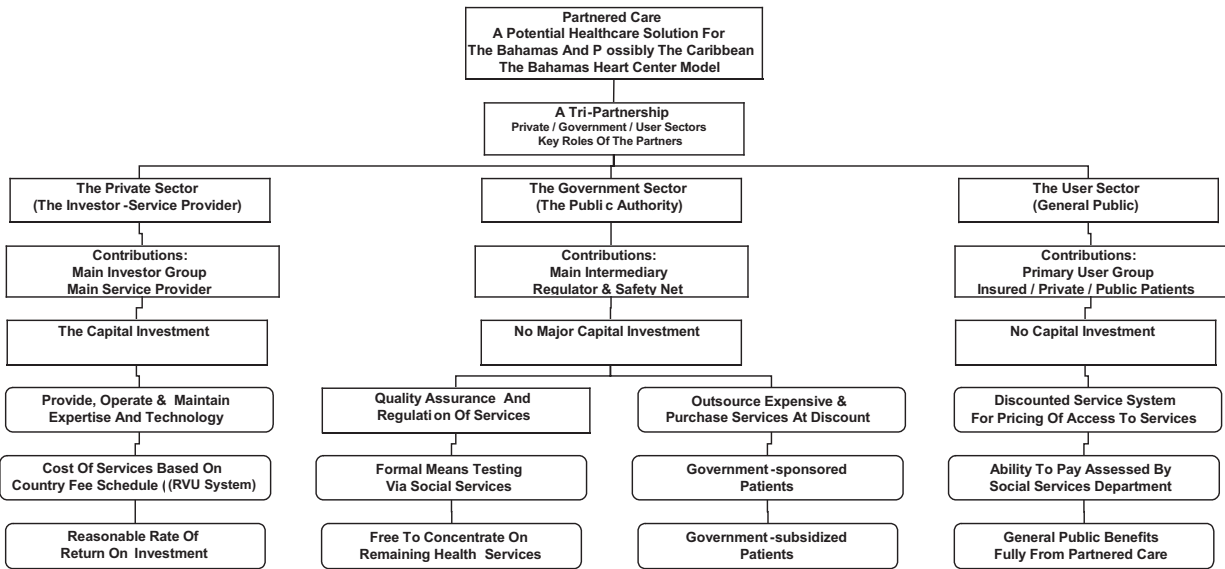 Partnered Care
A Potential Healthcare Solution For
The Bahamas And P ossibly The Caribbean
The Bahamas Heart Center Model
A Tri-Partnership
Private / Government / User Sectors
Key Roles Of The Partners
The Private Sector
(The Investor -Service Provider)
The Government Sector
(The Publi c Authority)
The User Sector
(General Public)
Contributions:
Main Investor Group
Main Service Provider
Contributions:
Main Intermediary
Regulator & Safety Net
Contributions:
Primary User Group
Insured / Private / Public Patients
The Capital Investment
No Major Capital Investment
No Capital Investment
Provide, Operate & Maintain
Expertise And Technology
Quality Assurance And
Regulation Of Services
Outsource Expensive &
Purchase Services At Discount
Discounted Service System
For Pricing Of Access To Services
Cost Of Services Based On
Country Fee Schedule ( (RVU System)
Formal Means Testing
Via Social Services
Government -sponsored
Patients
Ability To Pay Assessed By
Social Services Department
Reasonable Rate Of
Return On Investment
Free To Concentrate On
Remaining Health Services
Government -subsidized
Patients
General Public Benefits
Fully From Partnered Care